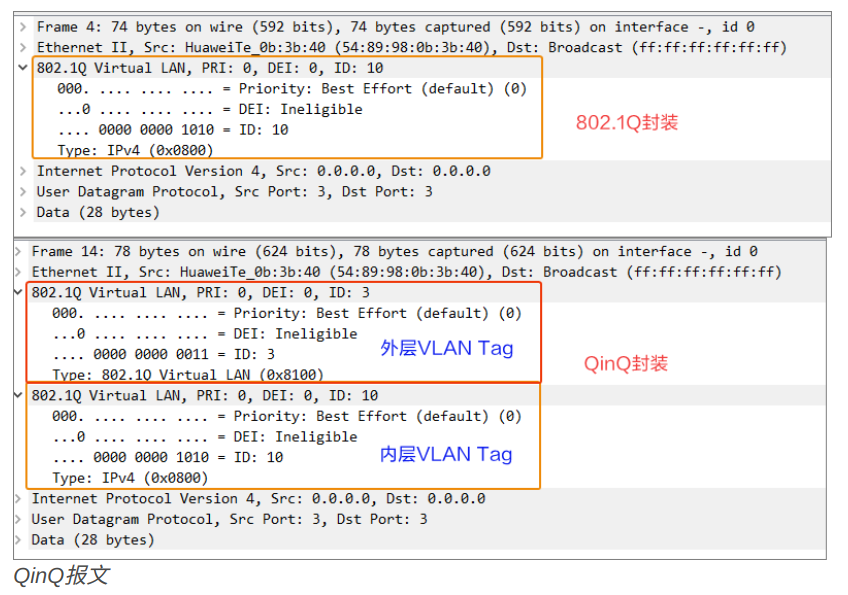 Frame 4: 74 bytes on wire (592 bits), 74 bytes captured (592 bits) on interface -, id 0
Ethernet II, Src: HuaweiTe_0b:3b:40 (54:89:98:0b:3b:40), Dst: Broadcast (ff:ff:ff:ff:ff:ff)
802.1Q Virtual LAN, PRI: 0, DEI: 0, ID: 10
000. .... .... .... = Priority: Best Effort (default) (0)
...0 .... .... .... = DEI: Ineligible
.... 0000 0000 1010 = ID: 10
802.1Q封装
Type: IPv4 (0x0800)
Internet Protocol Version 4, Src: 0.0.0.0, Dst: 0.0.0.0
User Datagram Protocol, Src Port: 3, Dst Port: 3
Data (28 bytes)
Frame 14: 78 bytes on wire (624 bits), 78 bytes captured (624 bits) on interface -, id 0
Ethernet II, Src: HuaweiTe_0b:3b:40 (54:89:98:0b:3b:40), Dst: Broadcast (ff:ff:ff:ff:ff:ff)
802.1Q Virtual LAN, PRI: 0, DEI: 0, ID: 3
000. .... .... .... = Priority: Best Effort (default) (0)
...0 .... .... .... = DEI: Ineligible
.... 0000 0000 0011 = ID: 3
外层VLAN Tag
QinQ封装
Type: 802.1Q Virtual LAN (0x8100)
802.1Q Virtual LAN, PRI: 0, DEI: 0, ID: 10
000. .... .... .... = Priority: Best Effort (default) (0)
...0 .... .... .... = DEI: Ineligible
.... 0000 0000 1010 = ID: 10
内层VLAN Tag
Type: IPv4 (0x0800)
Internet Protocol Version 4, Src: 0.0.0.0, Dst: 0.0.0.0
User Datagram Protocol, Src Port: 3, Dst Port: 3
Data (28 bytes)
QinQ报文